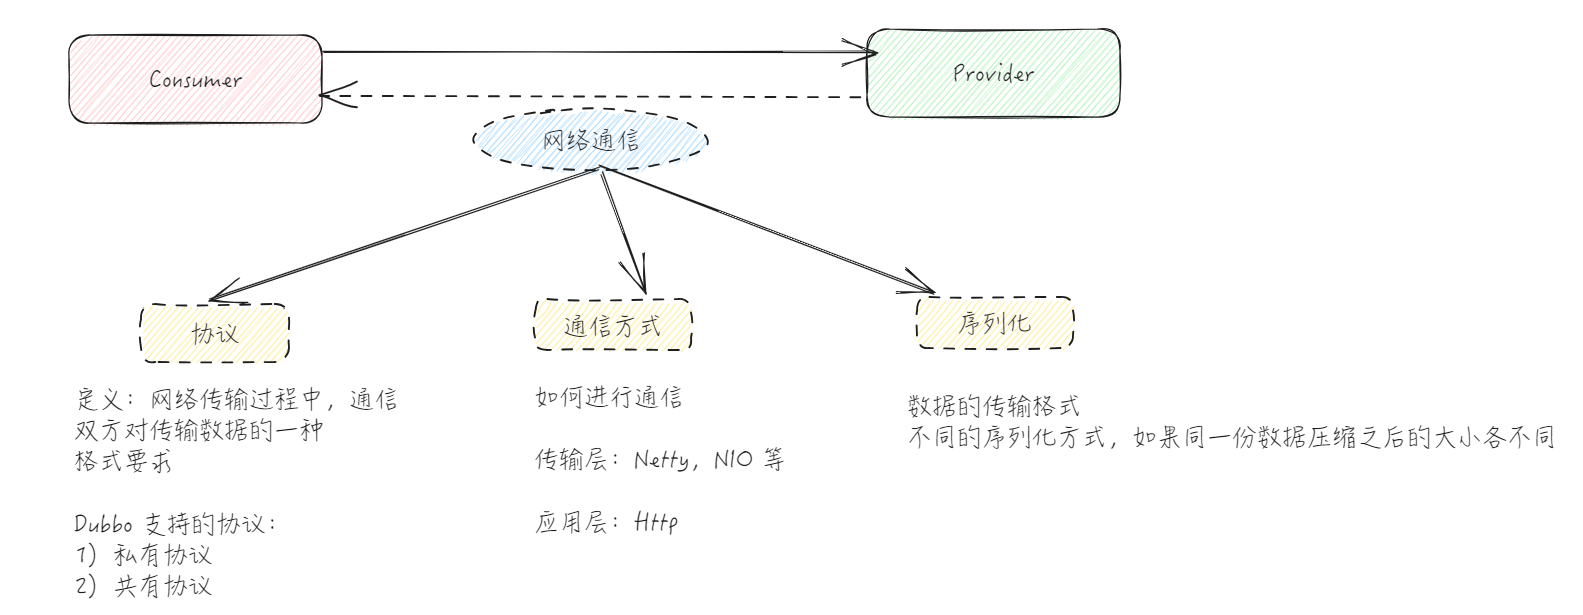 Consumer
Provider
网络通信
协议
通信方式
序列化
定义：网络传输过程中，通信
双方对传输数据的一种
格式要求
Dubbo 支持的协议：
1）私有协议
2）共有协议
如何进行通信
传输层：Netty，NIO 等
应用层：Http
数据的传输格式
不同的序列化方式，如果同一份数据压缩之后的大小各不同